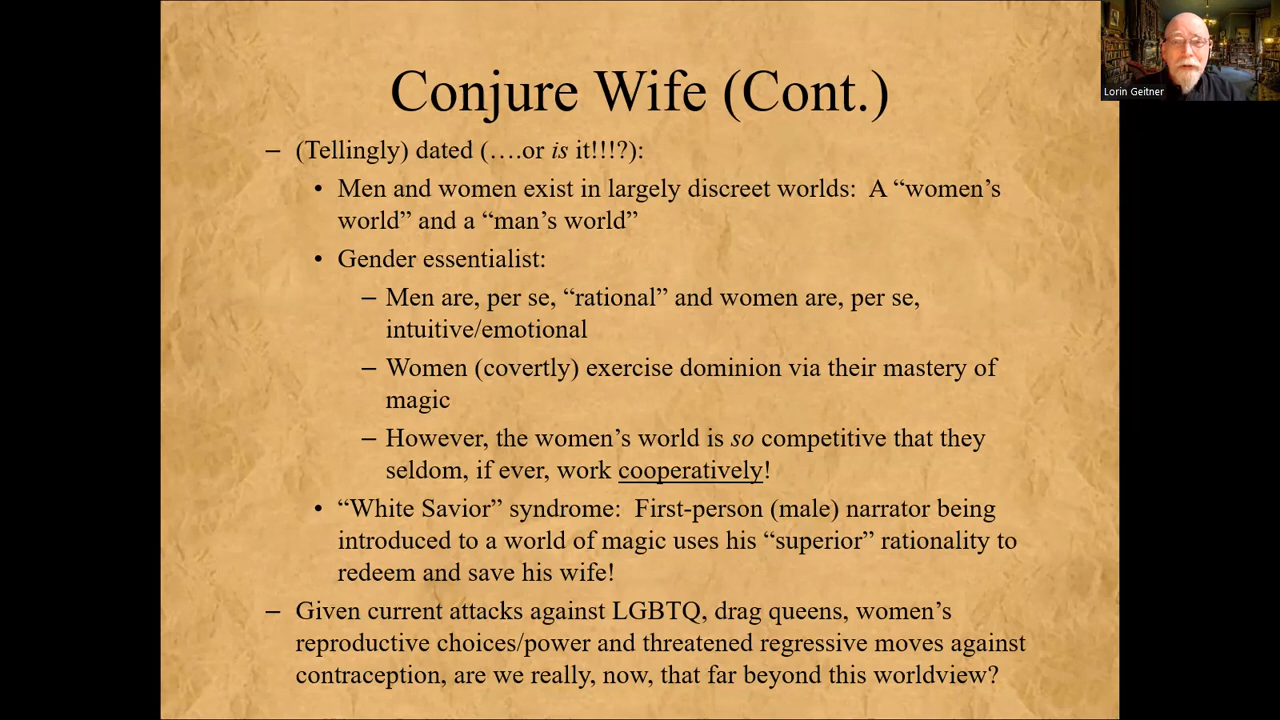 Conjure Wife (Cont.)
Lorin Geitner
– (Tellingly) dated (….or is it!!!?):
• Men and women exist in largely discreet worlds:  A “women’s
world” and a “man’s world”
• Gender essentialist:
– Men are, per se, “rational” and women are, per se,
intuitive/emotional
– Women (covertly) exercise dominion via their mastery of
magic
– However, the women’s world is so competitive that they
seldom, if ever, work cooperatively!
• “White Savior” syndrome:  First-person (male) narrator being
introduced to a world of magic uses his “superior” rationality to
redeem and save his wife!
– Given current attacks against LGBTQ, drag queens, women’s
reproductive choices/power and threatened regressive moves against
contraception, are we really, now, that far beyond this worldview?